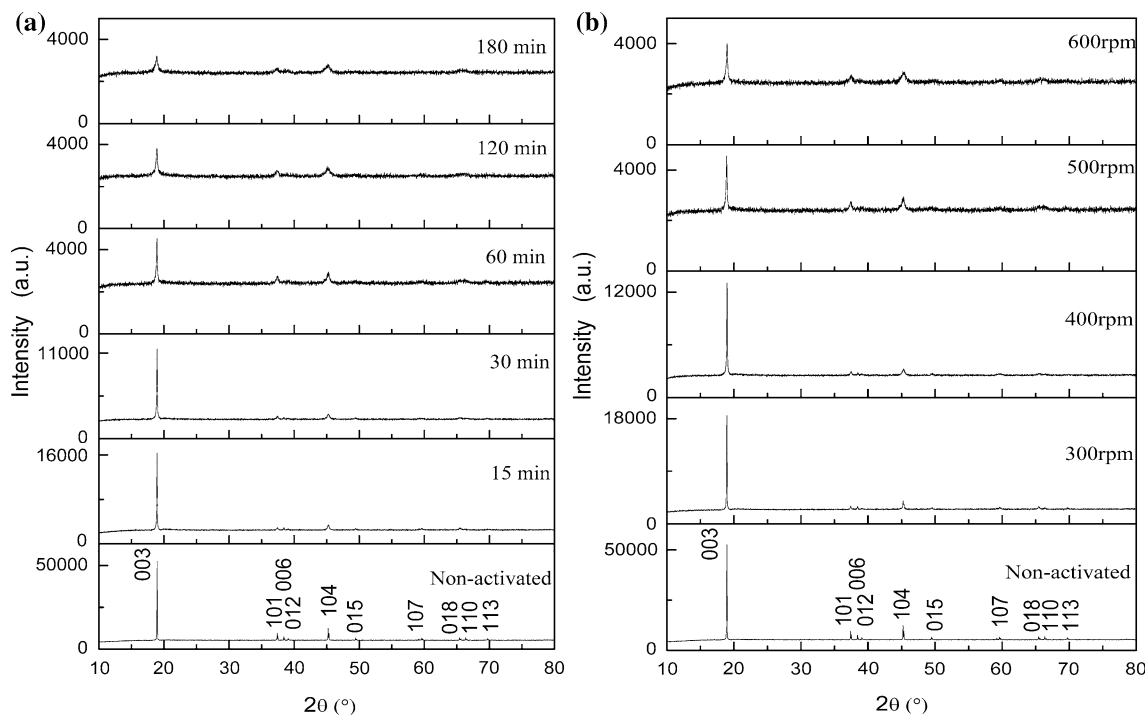 (a)
Intensity (a.u.)
4000
0
180 min
4000
0
120 min
4000
0
60 min
11000
0
30 min
16000
0
15 min
50000
0
Non-activated
003
101
006
012
104
015
107
018
110
113
10 20 30 40 50 60 70 80
2θ (°)
(b)
Intensity (a.u.)
4000
0
600rpm
4000
0
500rpm
12000
0
400rpm
18000
0
300rpm
50000
0
Non-activated
003
101
006
012
104
015
107
018
110
113
10 20 30 40 50 60 70 80
2θ (°)